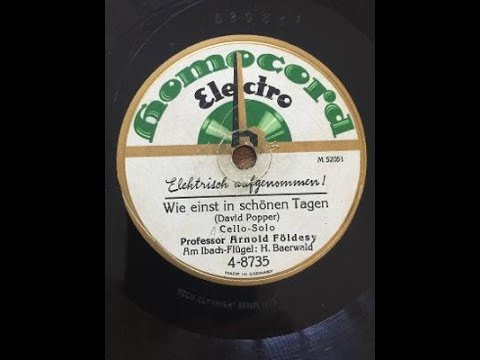 Homocord
Electro
M 52051
Elektrisch aufgenommen!
Wie einst in schönen Tagen
(David Popper)
Cello-Solo
Professor Arnold Földesy
Am Ibach-Flügel: H. Baerwald
4-8735
MADE IN GERMANY